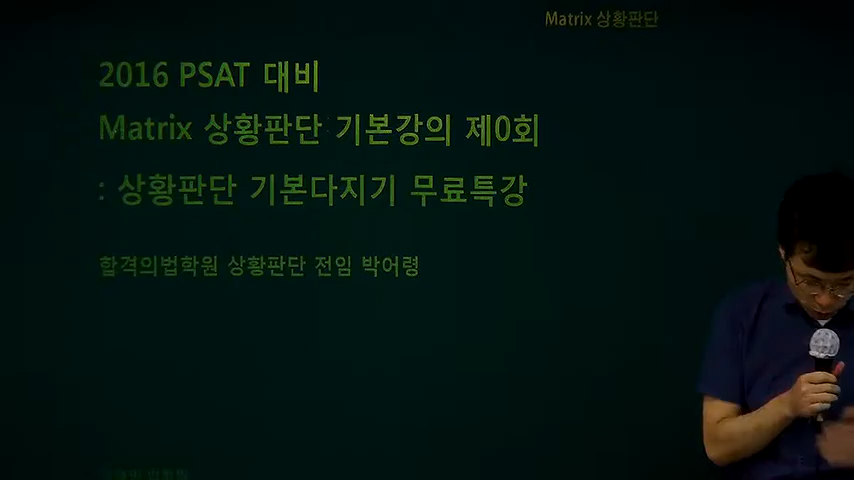 Matrix 상황판단
2016 PSAT 대비
Matrix 상황판단 기본강의 제0회
: 상황판단 기본다지기 무료특강
합격의법학원 상황판단 전임 박어령